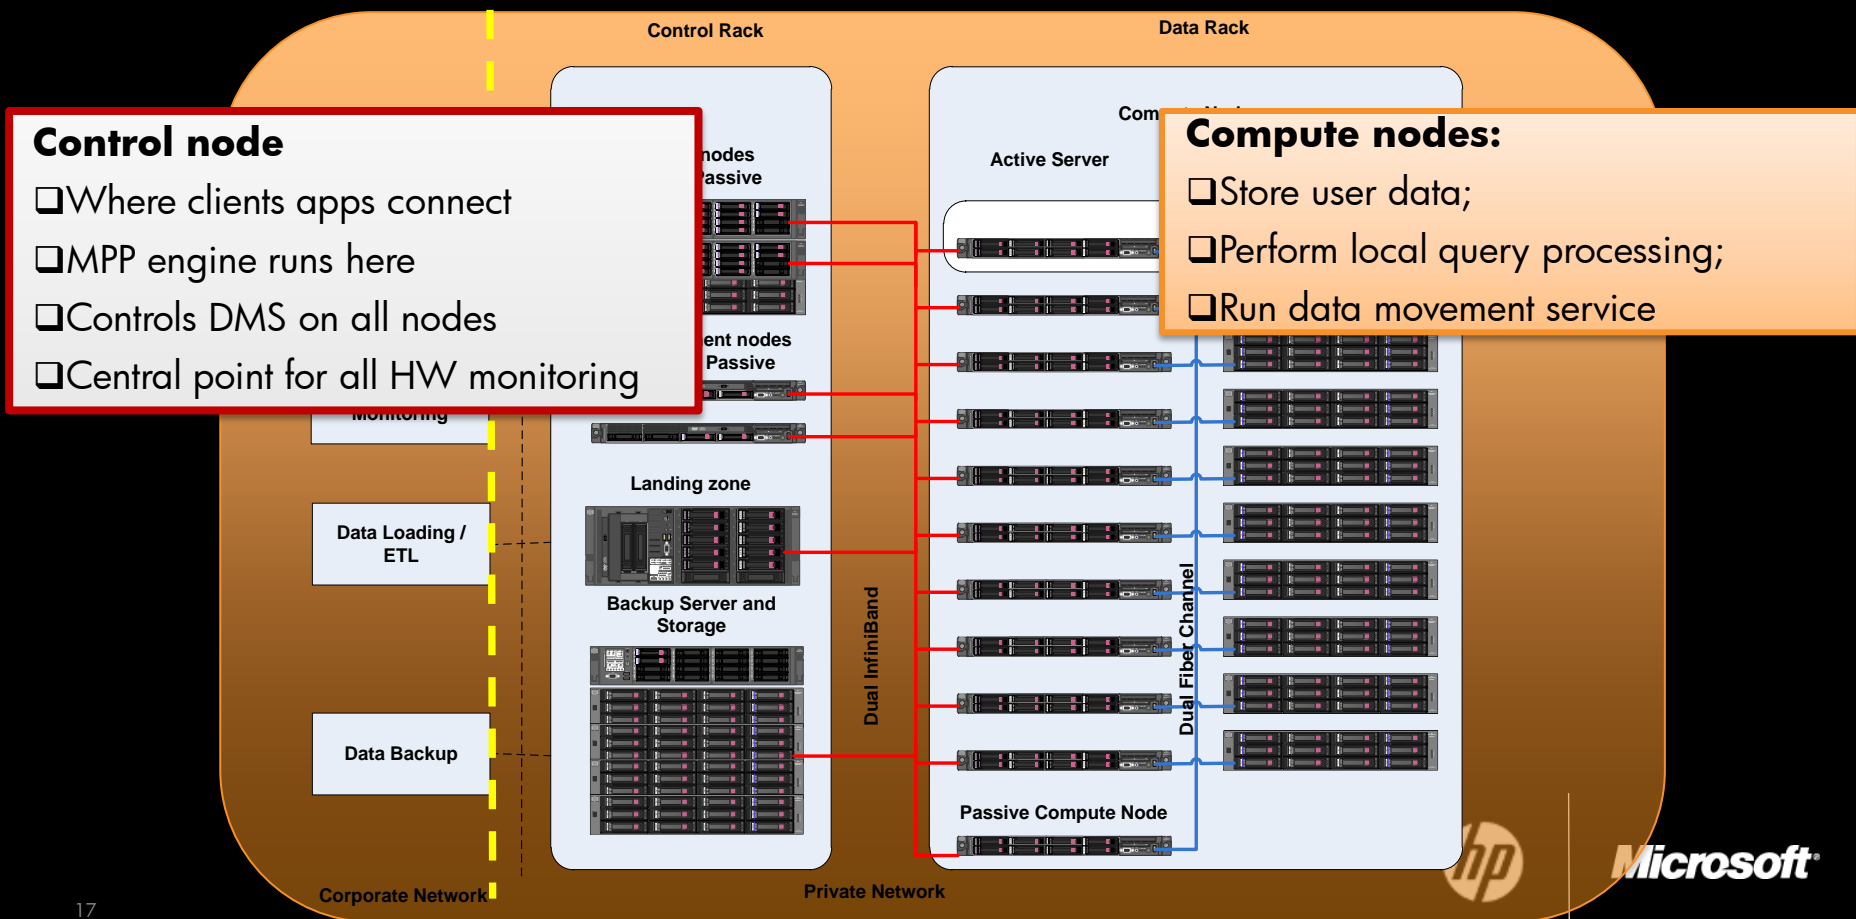 Control Rack
Data Rack
Control node
❑Where clients apps connect
❑MPP engine runs here
❑Controls DMS on all nodes
❑Central point for all HW monitoring
nodes
Passive
ent nodes
Passive
Active Server
Compute nodes:
❑Store user data;
❑Perform local query processing;
❑Run data movement service
Monitoring
Landing zone
Data Loading /
ETL
Backup Server and
Storage
Data Backup
Dual InfiniBand
Dual Fiber Channel
Passive Compute Node
Corporate Network
Private Network
hp
Microsoft
17